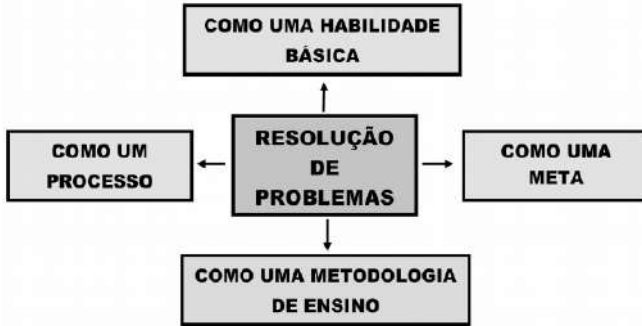 COMO UMA HABILIDADE
BÁSICA
COMO UM
PROCESSO
RESOLUÇÃO
DE
PROBLEMAS
COMO UMA
META
COMO UMA METODOLOGIA
DE ENSINO